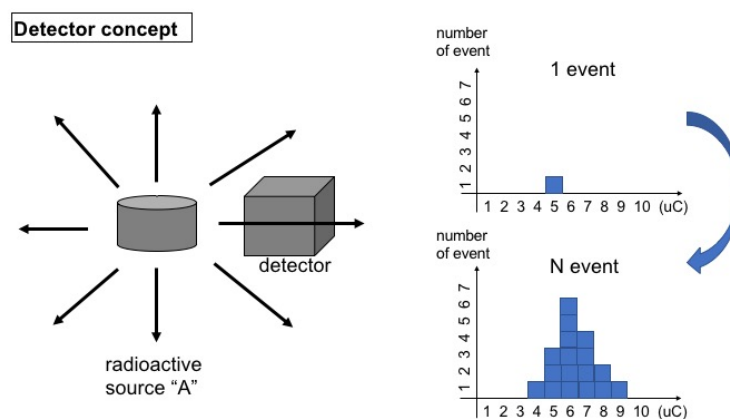 Detector concept
detector
radioactive
source “A”
number
of event
1 event
7
6
5
4
3
2
1
1 2 3 4 5 6 7 8 9 10 (uC)
number
of event
N event
7
6
5
4
3
2
1
1 2 3 4 5 6 7 8 9 10 (uC)